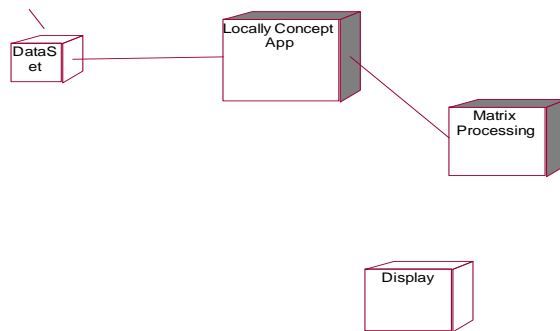 Locally Concept
App
DataS
et
Matrix
Processing
Display